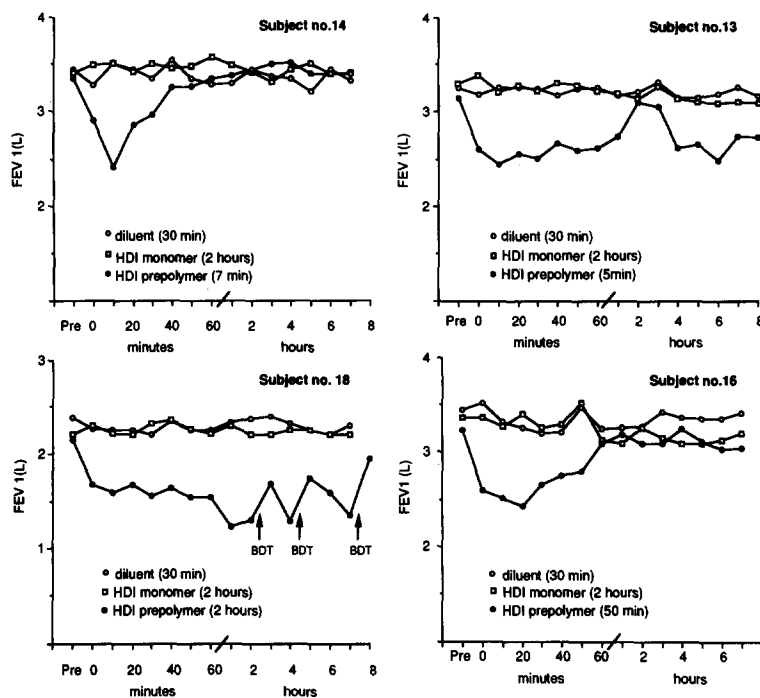 Subject no.14
4
3
2
FEV 1(L)
diluent (30 min)
HDI monomer (2 hours)
HDI prepolymer (7 min)
Pre 0 20 40 60 2 4 6 8
minutes hours
Subject no.13
4
3
2
FEV 1(L)
diluent (30 min)
HDI monomer (2 hours)
HDI prepolymer (5min)
Pre 0 20 40 60 2 4 6 8
minutes hours
Subject no. 18
3
2
1
FEV 1(L)
BDT BDT BDT
diluent (30 min)
HDI monomer (2 hours)
HDI prepolymer (2 hours)
Pre 0 20 40 60 2 4 6 8
minutes hours
Subject no.16
4
3
2
FEV1(L)
diluent (30 min)
HDI monomer (2 hours)
HDI prepolymer (50 min)
Pre 0 20 40 60 2 4 6 8
minutes hours